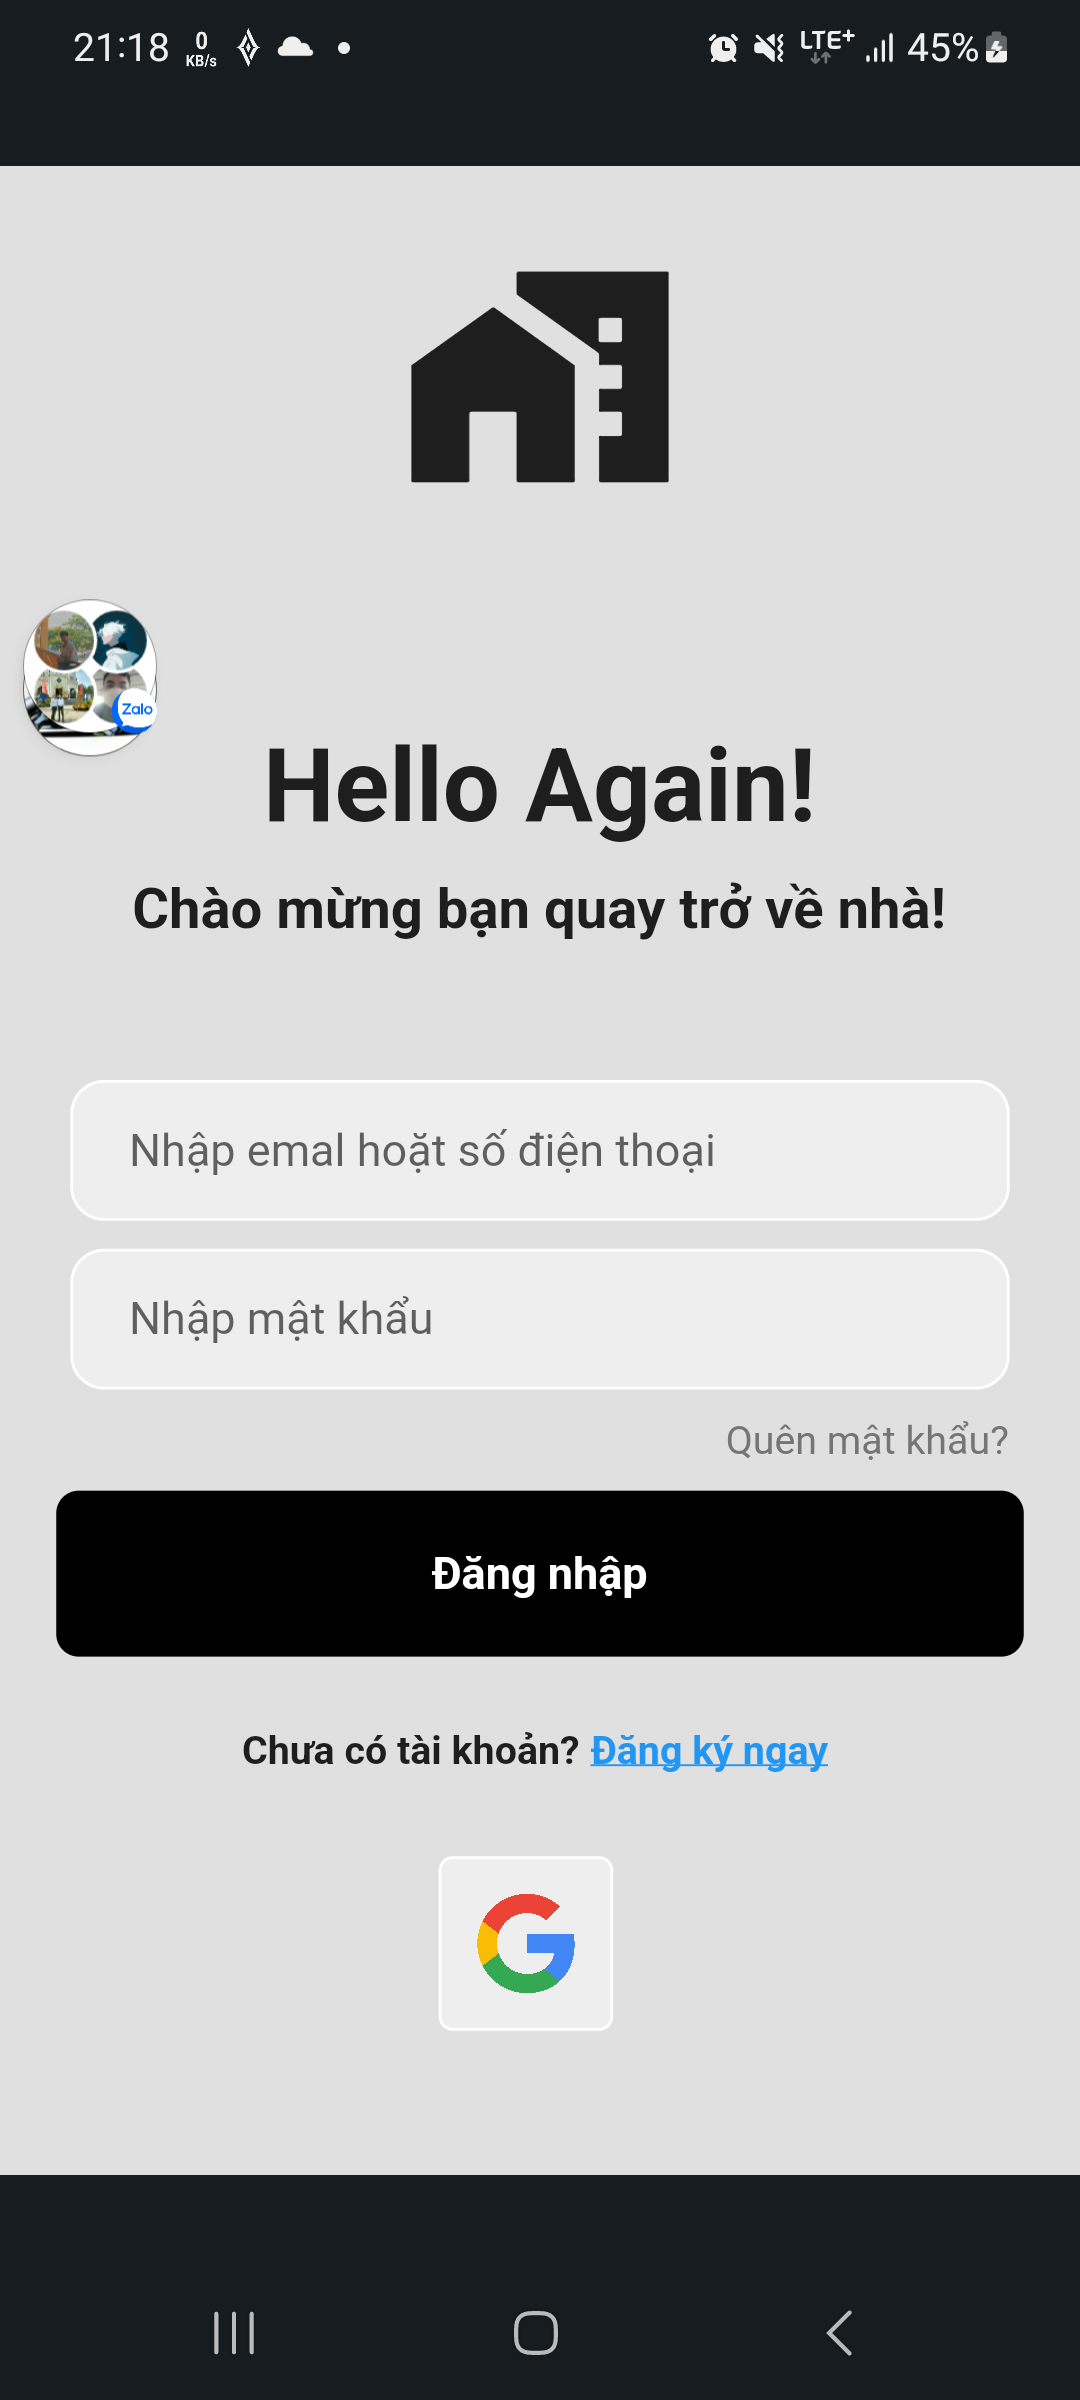 21:18 0 KB/s LTE+ 45%
Zalo
Hello Again!
Chào mừng bạn quay trở về nhà!
Nhập emal hoặt số điện thoại
Nhập mật khẩu
Quên mật khẩu?
Đăng nhập
Chưa có tài khoản? Đăng ký ngay